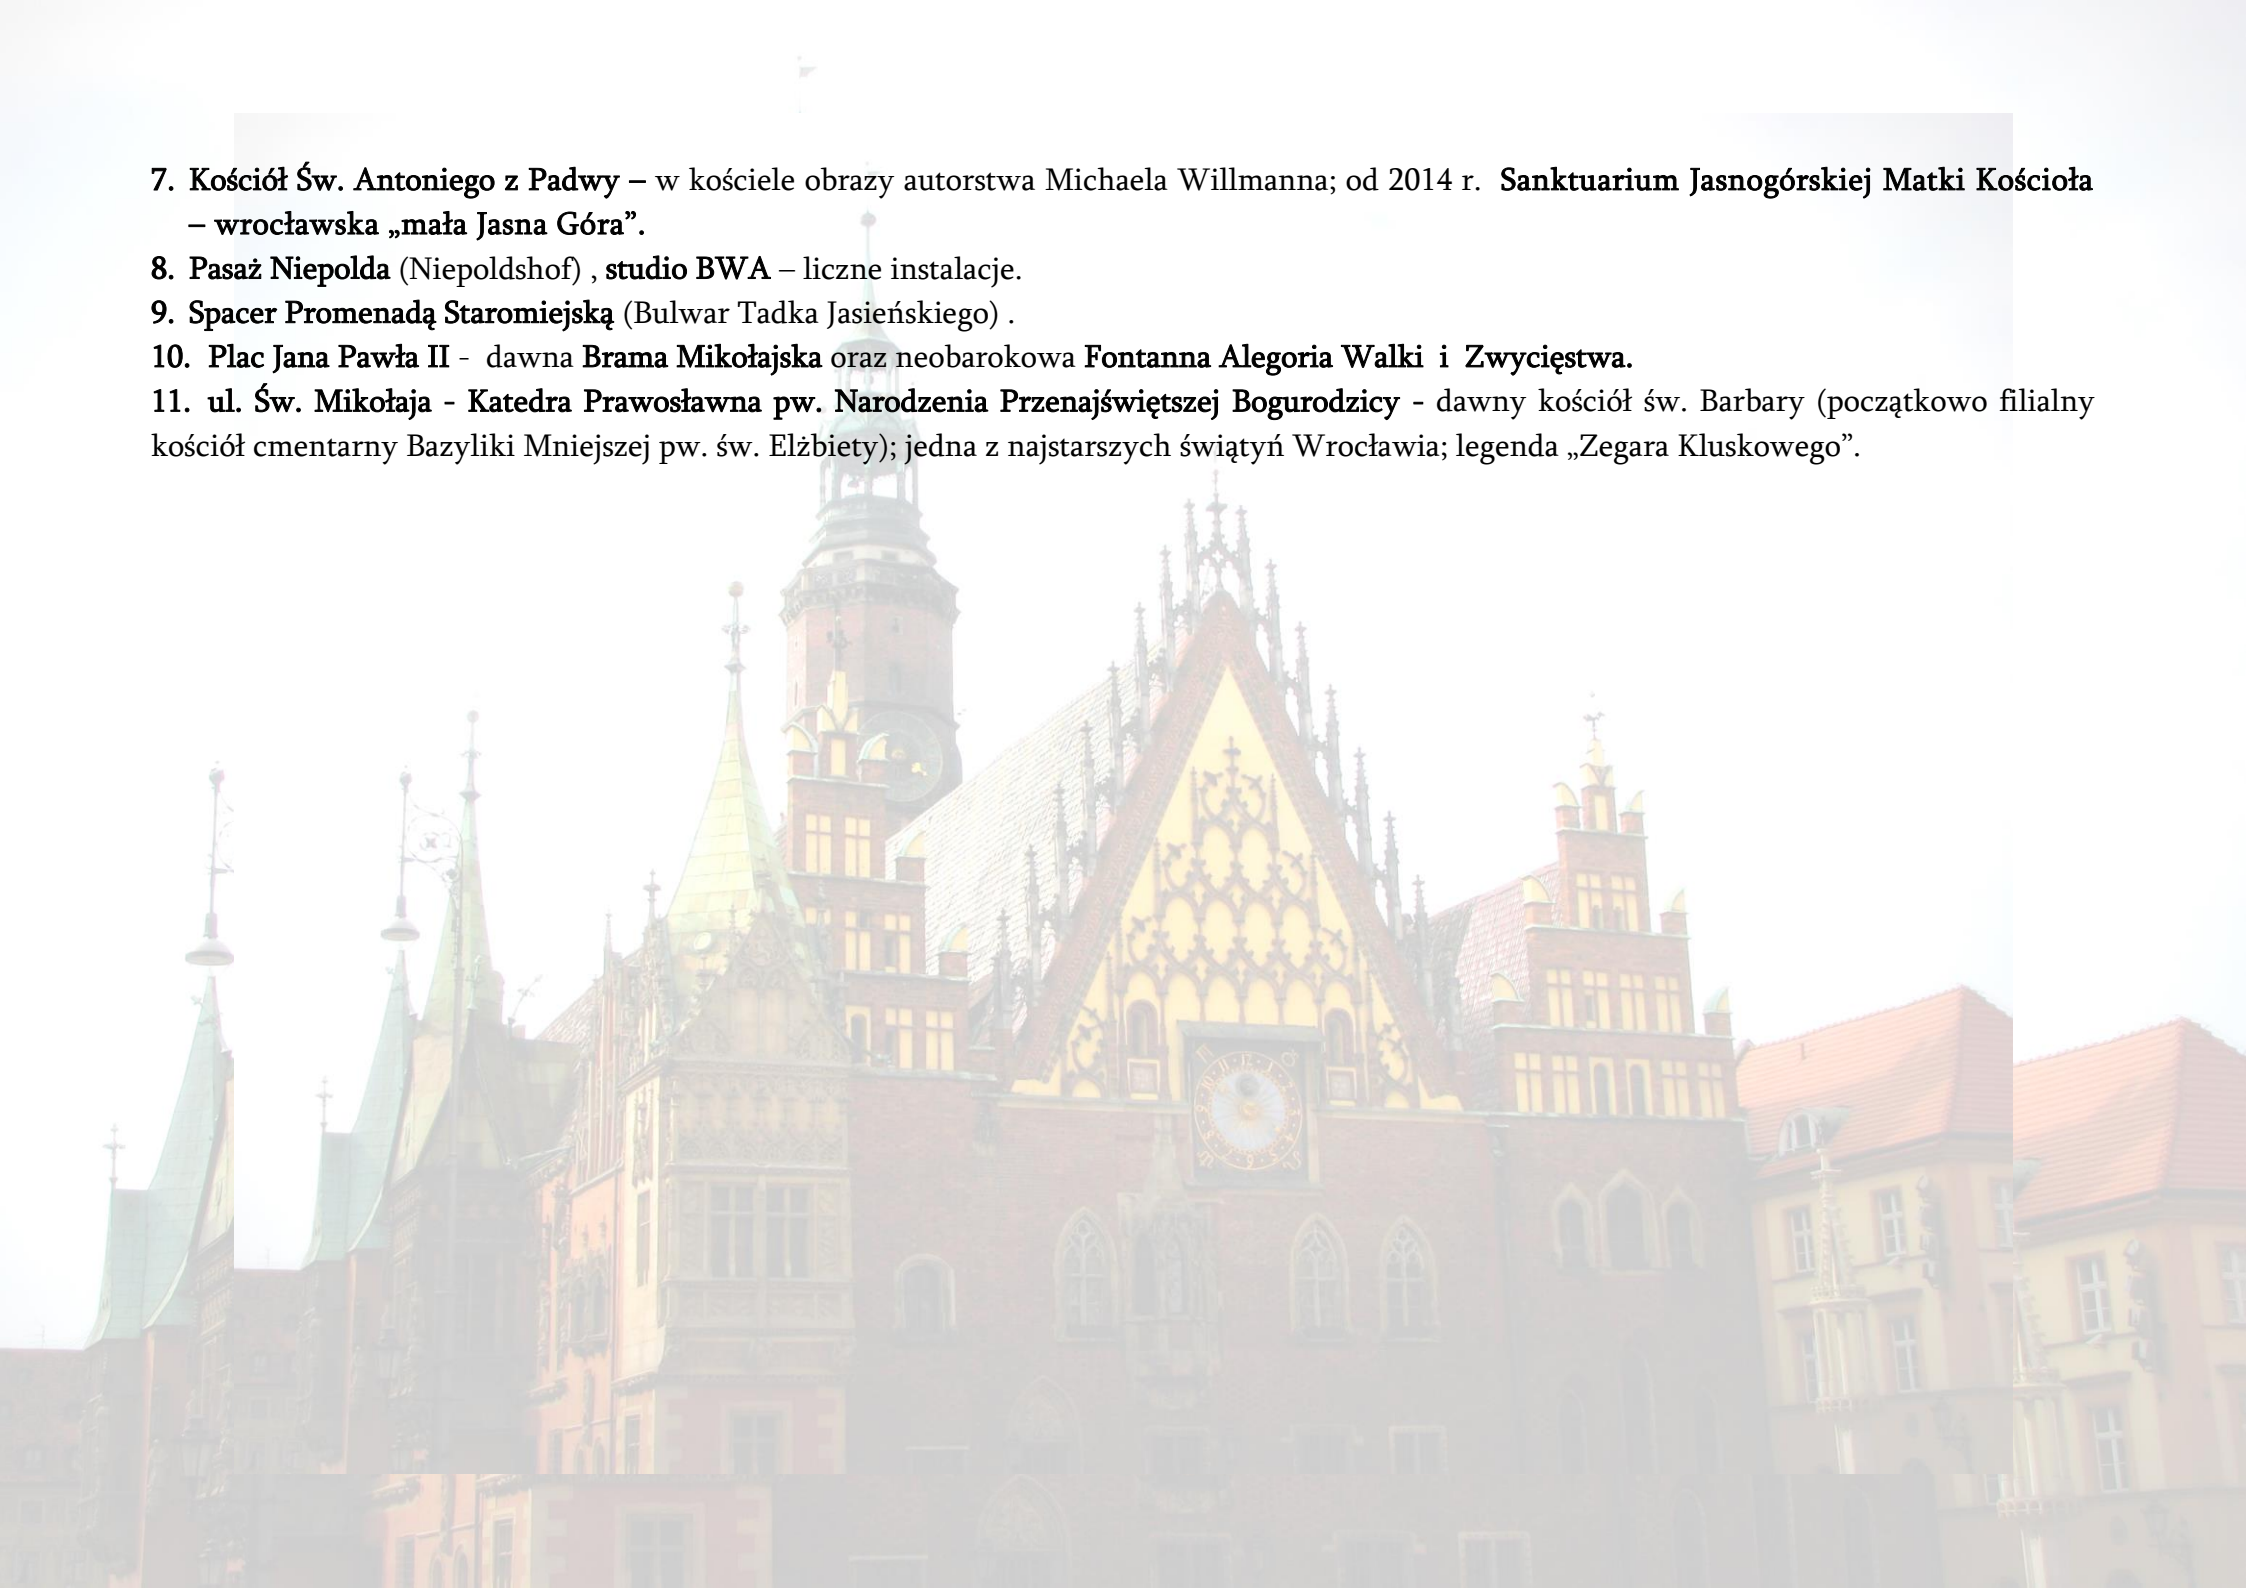 7. Kościół Św. Antoniego z Padwy – w kościele obrazy autorstwa Michaela Willmanna; od 2014 r. Sanktuarium Jasnogórskiej Matki Kościoła
– wrocławska „mała Jasna Góra”.
8. Pasaż Niepolda (Niepoldshof) , studio BWA – liczne instalacje.
9. Spacer Promenadą Staromiejską (Bulwar Tadka Jasieńskiego) .
10. Plac Jana Pawła II - dawna Brama Mikołajska oraz neobarokowa Fontanna Alegoria Walki i Zwycięstwa.
11. ul. Św. Mikołaja - Katedra Prawosławna pw. Narodzenia Przenajświętszej Bogurodzicy - dawny kościół św. Barbary (początkowo filialny
kościół cmentarny Bazyliki Mniejszej pw. św. Elżbiety); jedna z najstarszych świątyń Wrocławia; legenda „Zegara Kluskowego”.